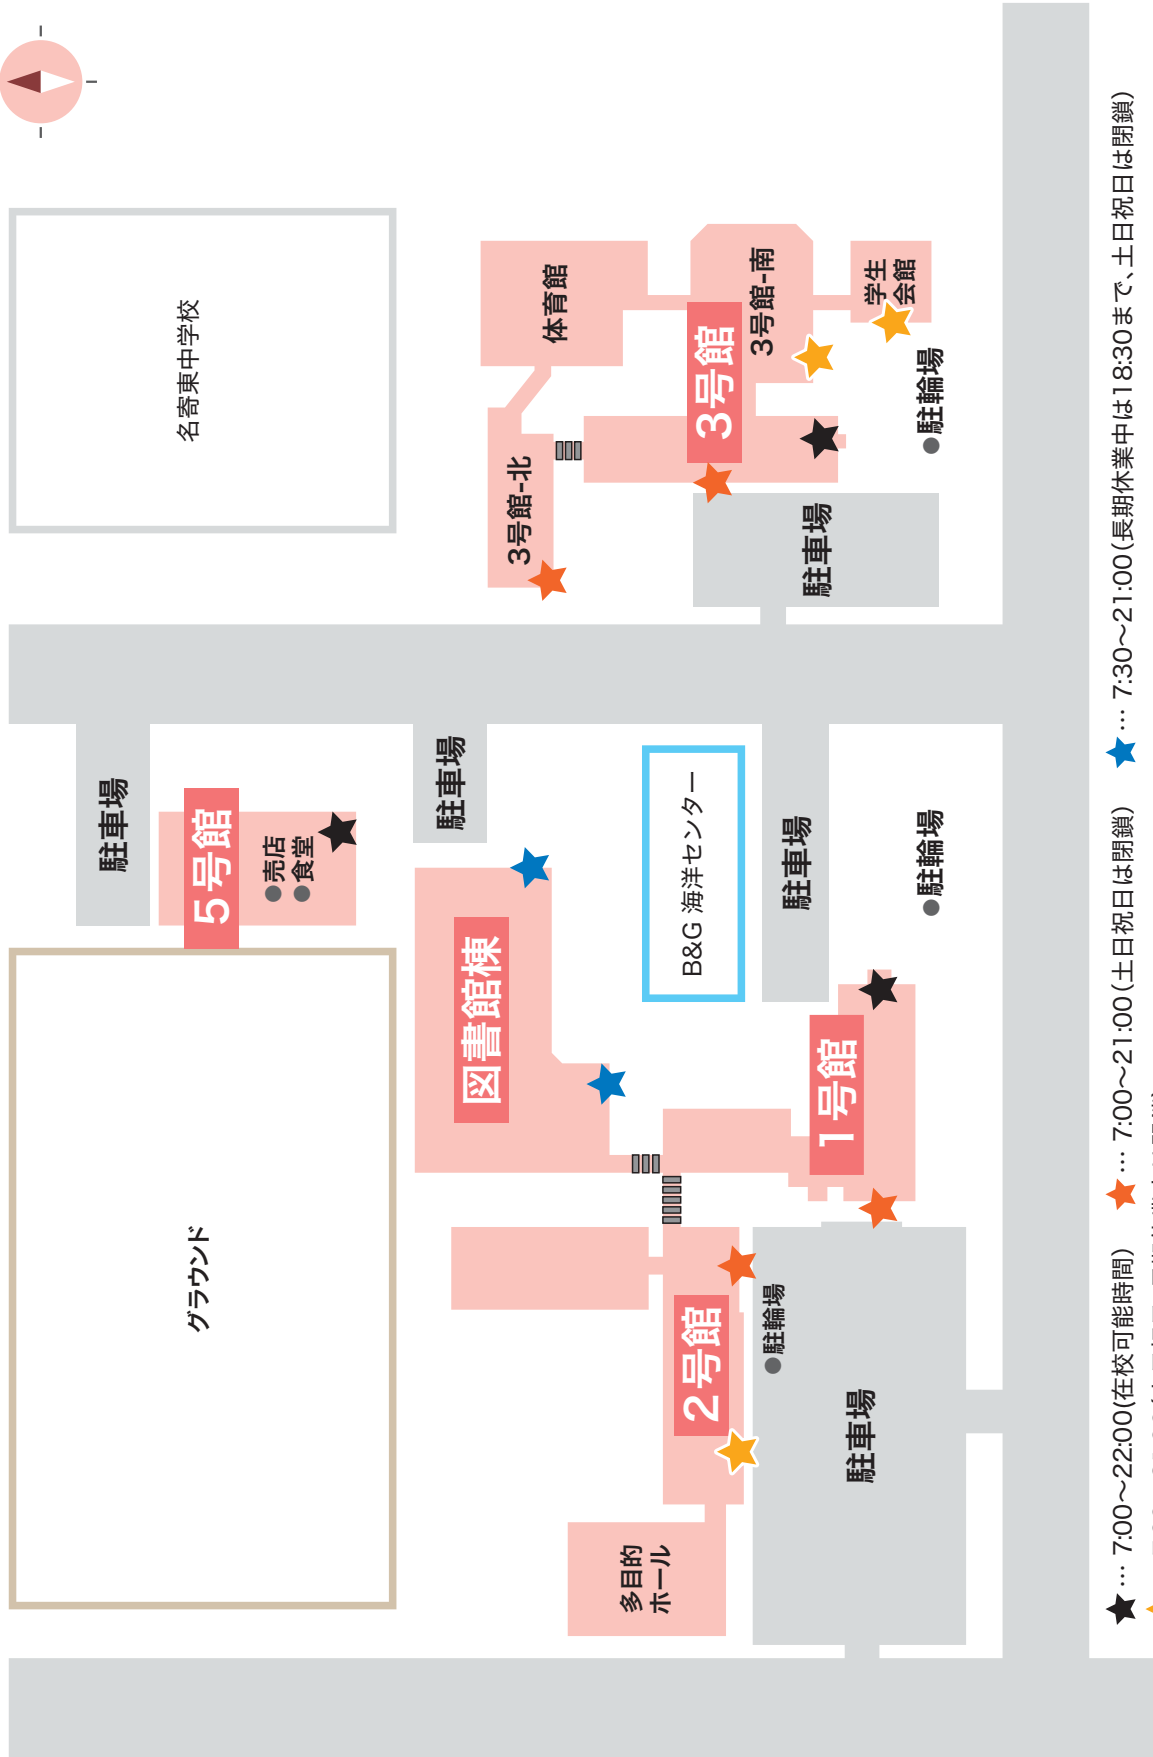 名寄東中学校
体育館
3号館-北
3号館
3号館-南
学生
会館
駐輪場
駐車場
駐車場
5号館
売店
食堂
駐車場
図書館棟
B&G 海洋センター
駐車場
駐輪場
1号館
グラウンド
2号館
駐輪場
駐車場
多目的
ホール
★… 7:00〜22:00(在校可能時間) ★… 7:00〜21:00(土日祝日は閉鎖) ★… 7:30〜21:00(長期休業中は18:30まで、土日祝日は閉鎖)